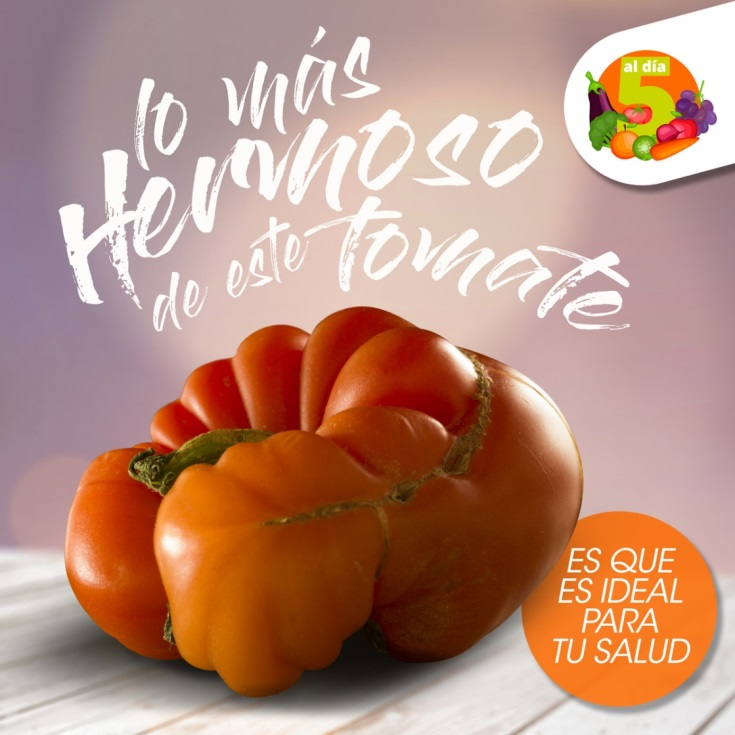 lo más
Hermoso
de este tomate
al día
5
ES QUE
ES IDEAL
PARA
TU SALUD